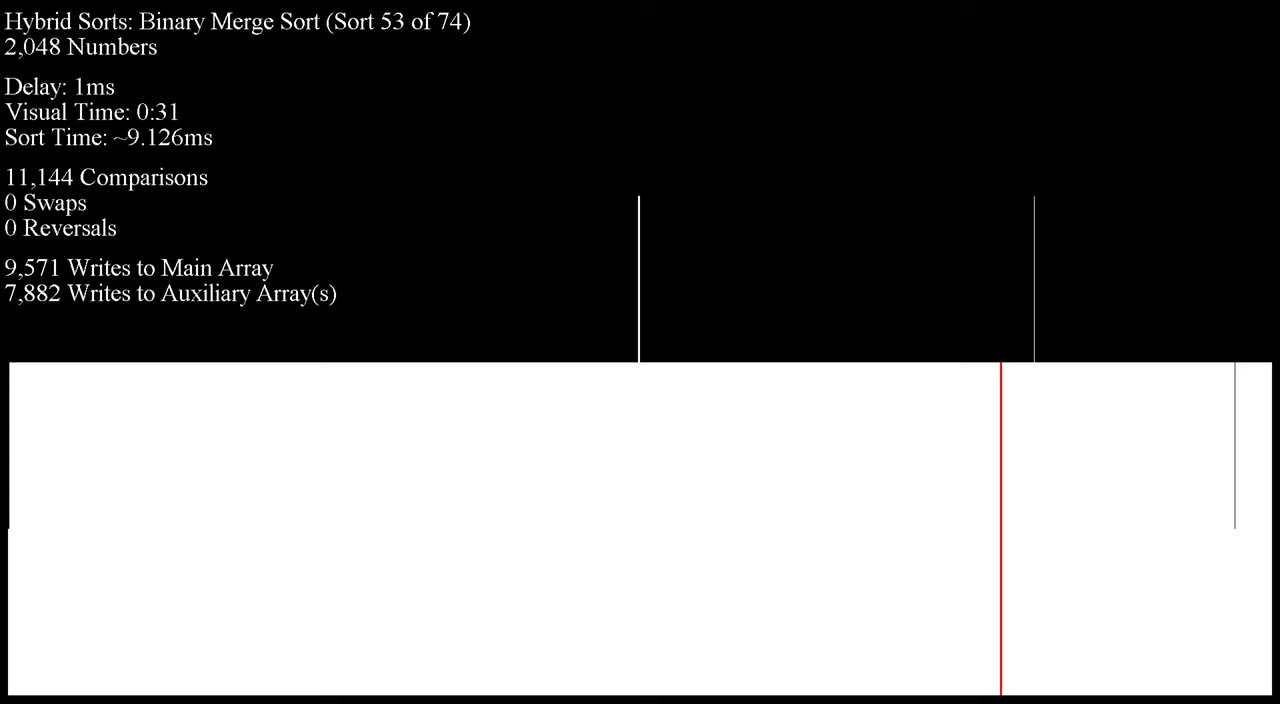 Hybrid Sorts: Binary Merge Sort (Sort 53 of 74)
2,048 Numbers
Delay: 1ms
Visual Time: 0:31
Sort Time: ~9.126ms
11,144 Comparisons
0 Swaps
0 Reversals
9,571 Writes to Main Array
7,882 Writes to Auxiliary Array(s)